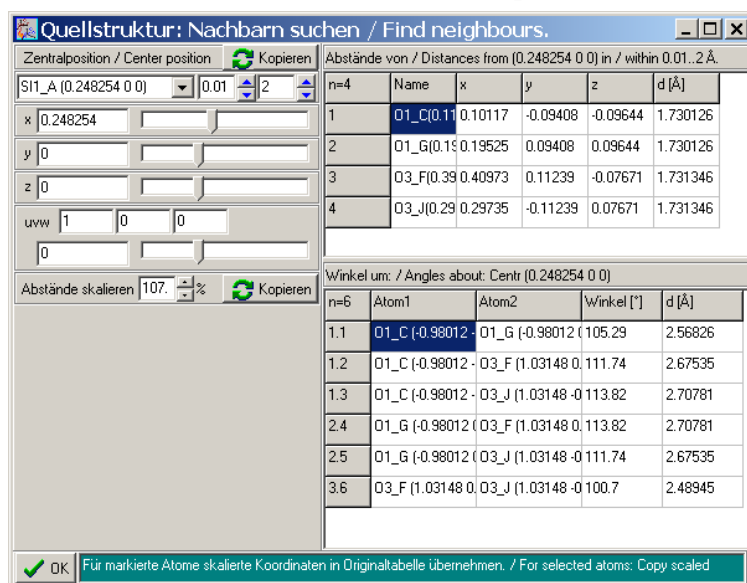 Quellstruktur: Nachbarn suchen / Find neighbours.
Zentralposition / Center position
Kopieren
SI1_A (0.248254 0 0)
0.01
2
x 0.248254
y 0
z 0
uvw 1 0 0
0
Abstände skalieren 107. %
Kopieren
Abstände von / Distances from (0.248254 0 0) in / within 0.01..2 Å.
n=4 Name x y z d [Å]
1 O1_C(0.11 0.10117 -0.09408 -0.09644 1.730126
2 O1_G(0.19 0.19525 0.09408 0.09644 1.730126
3 O3_F(0.39 0.40973 0.11239 -0.07671 1.731346
4 O3_J(0.29 0.29735 -0.11239 0.07671 1.731346
Winkel um: / Angles about: Centr (0.248254 0 0)
n=6 Atom1 Atom2 Winkel [°] d [Å]
1.1 O1_C (-0.98012 - O1_G (-0.98012 0 105.29 2.56826
1.2 O1_C (-0.98012 - O3_F (1.03148 0. 111.74 2.67535
1.3 O1_C (-0.98012 - O3_J (1.03148 -0 113.82 2.70781
2.4 O1_G (-0.98012 0 O3_F (1.03148 0. 113.82 2.70781
2.5 O1_G (-0.98012 0 O3_J (1.03148 -0 111.74 2.67535
3.6 O3_F (1.03148 0. O3_J (1.03148 -0 100.7 2.48945
OK
Für markierte Atome skalierte Koordinaten in Originaltabelle übernehmen. / For selected atoms: Copy scaled